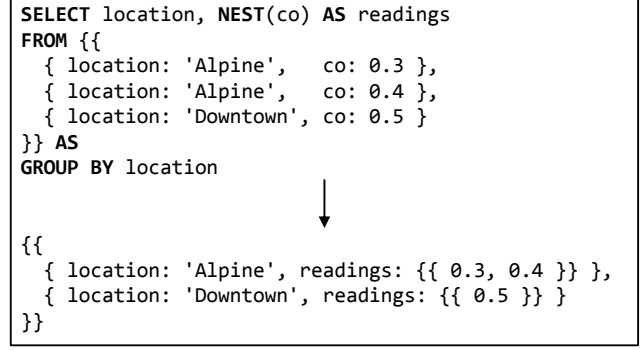 SELECT location, NEST(co) AS readings
FROM {{
  { location: 'Alpine',   co: 0.3 },
  { location: 'Alpine',   co: 0.4 },
  { location: 'Downtown', co: 0.5 }
}} AS
GROUP BY location
{{
  { location: 'Alpine', readings: {{ 0.3, 0.4 }} },
  { location: 'Downtown', readings: {{ 0.5 }} }
}}